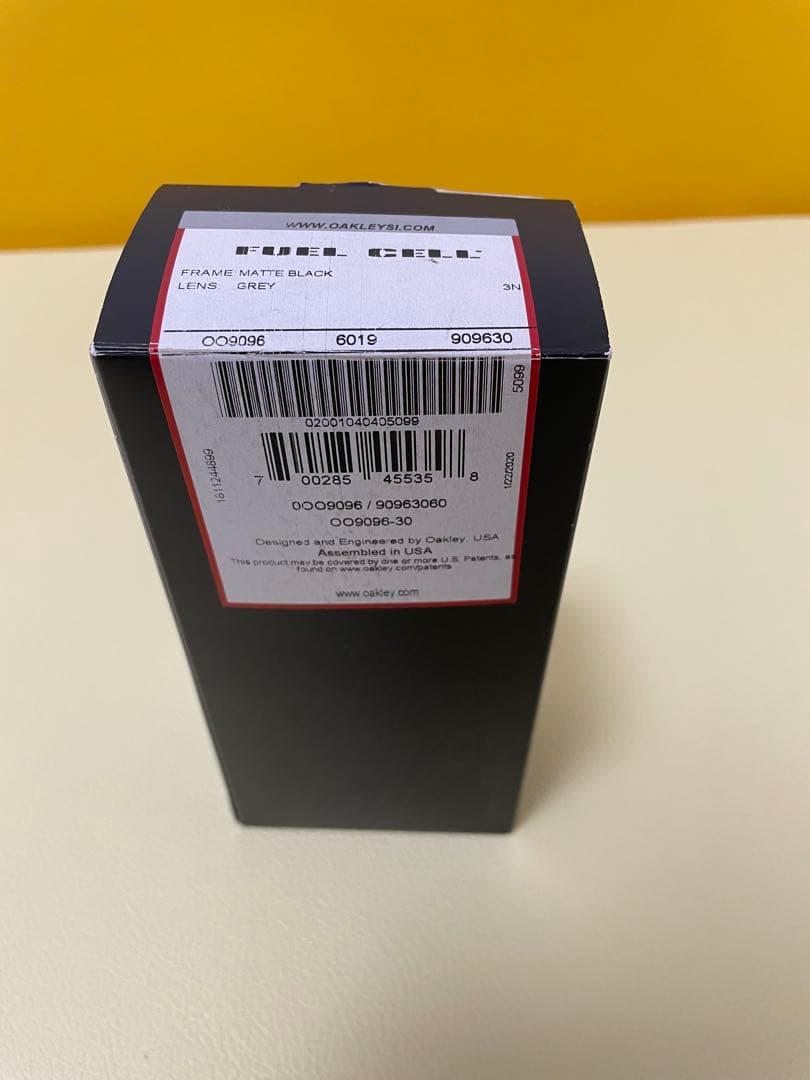 WWW.OAKLEYSI.COM
FUEL CELL
FRAME: MATTE BLACK
LENS: GREY 3N
OO9096 6019 909630
5099
02001040405099
7 00285 45535 8
1811244899
1/22/2020
0OO9096 / 90963060
OO9096-30
Designed and Engineered by Oakley, USA
Assembled in USA
This product may be covered by one or more U.S. Patents, as
found on www.oakley.com/patents
www.oakley.com